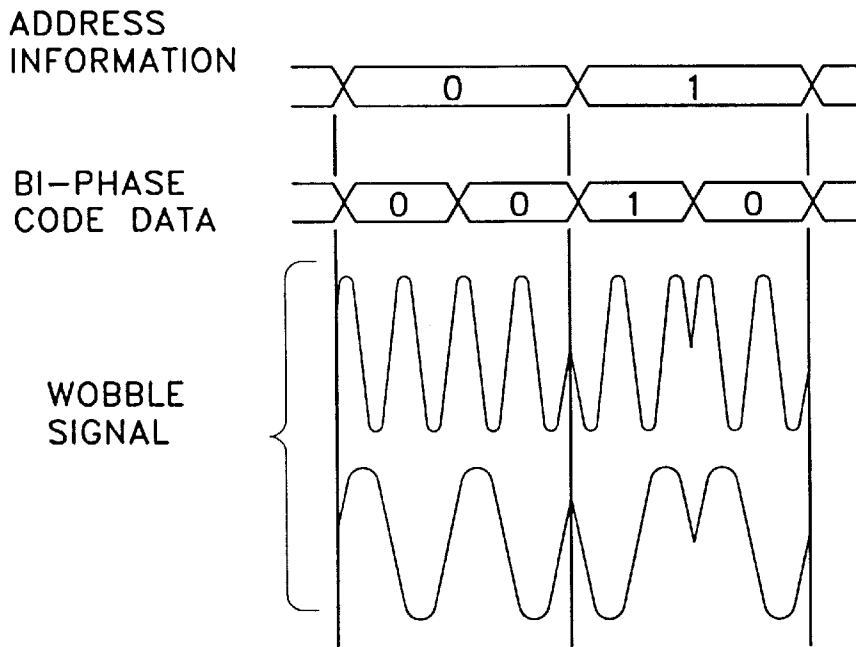 ADDRESS
INFORMATION
0 1
BI-PHASE
CODE DATA
0 0 1 0
WOBBLE
SIGNAL